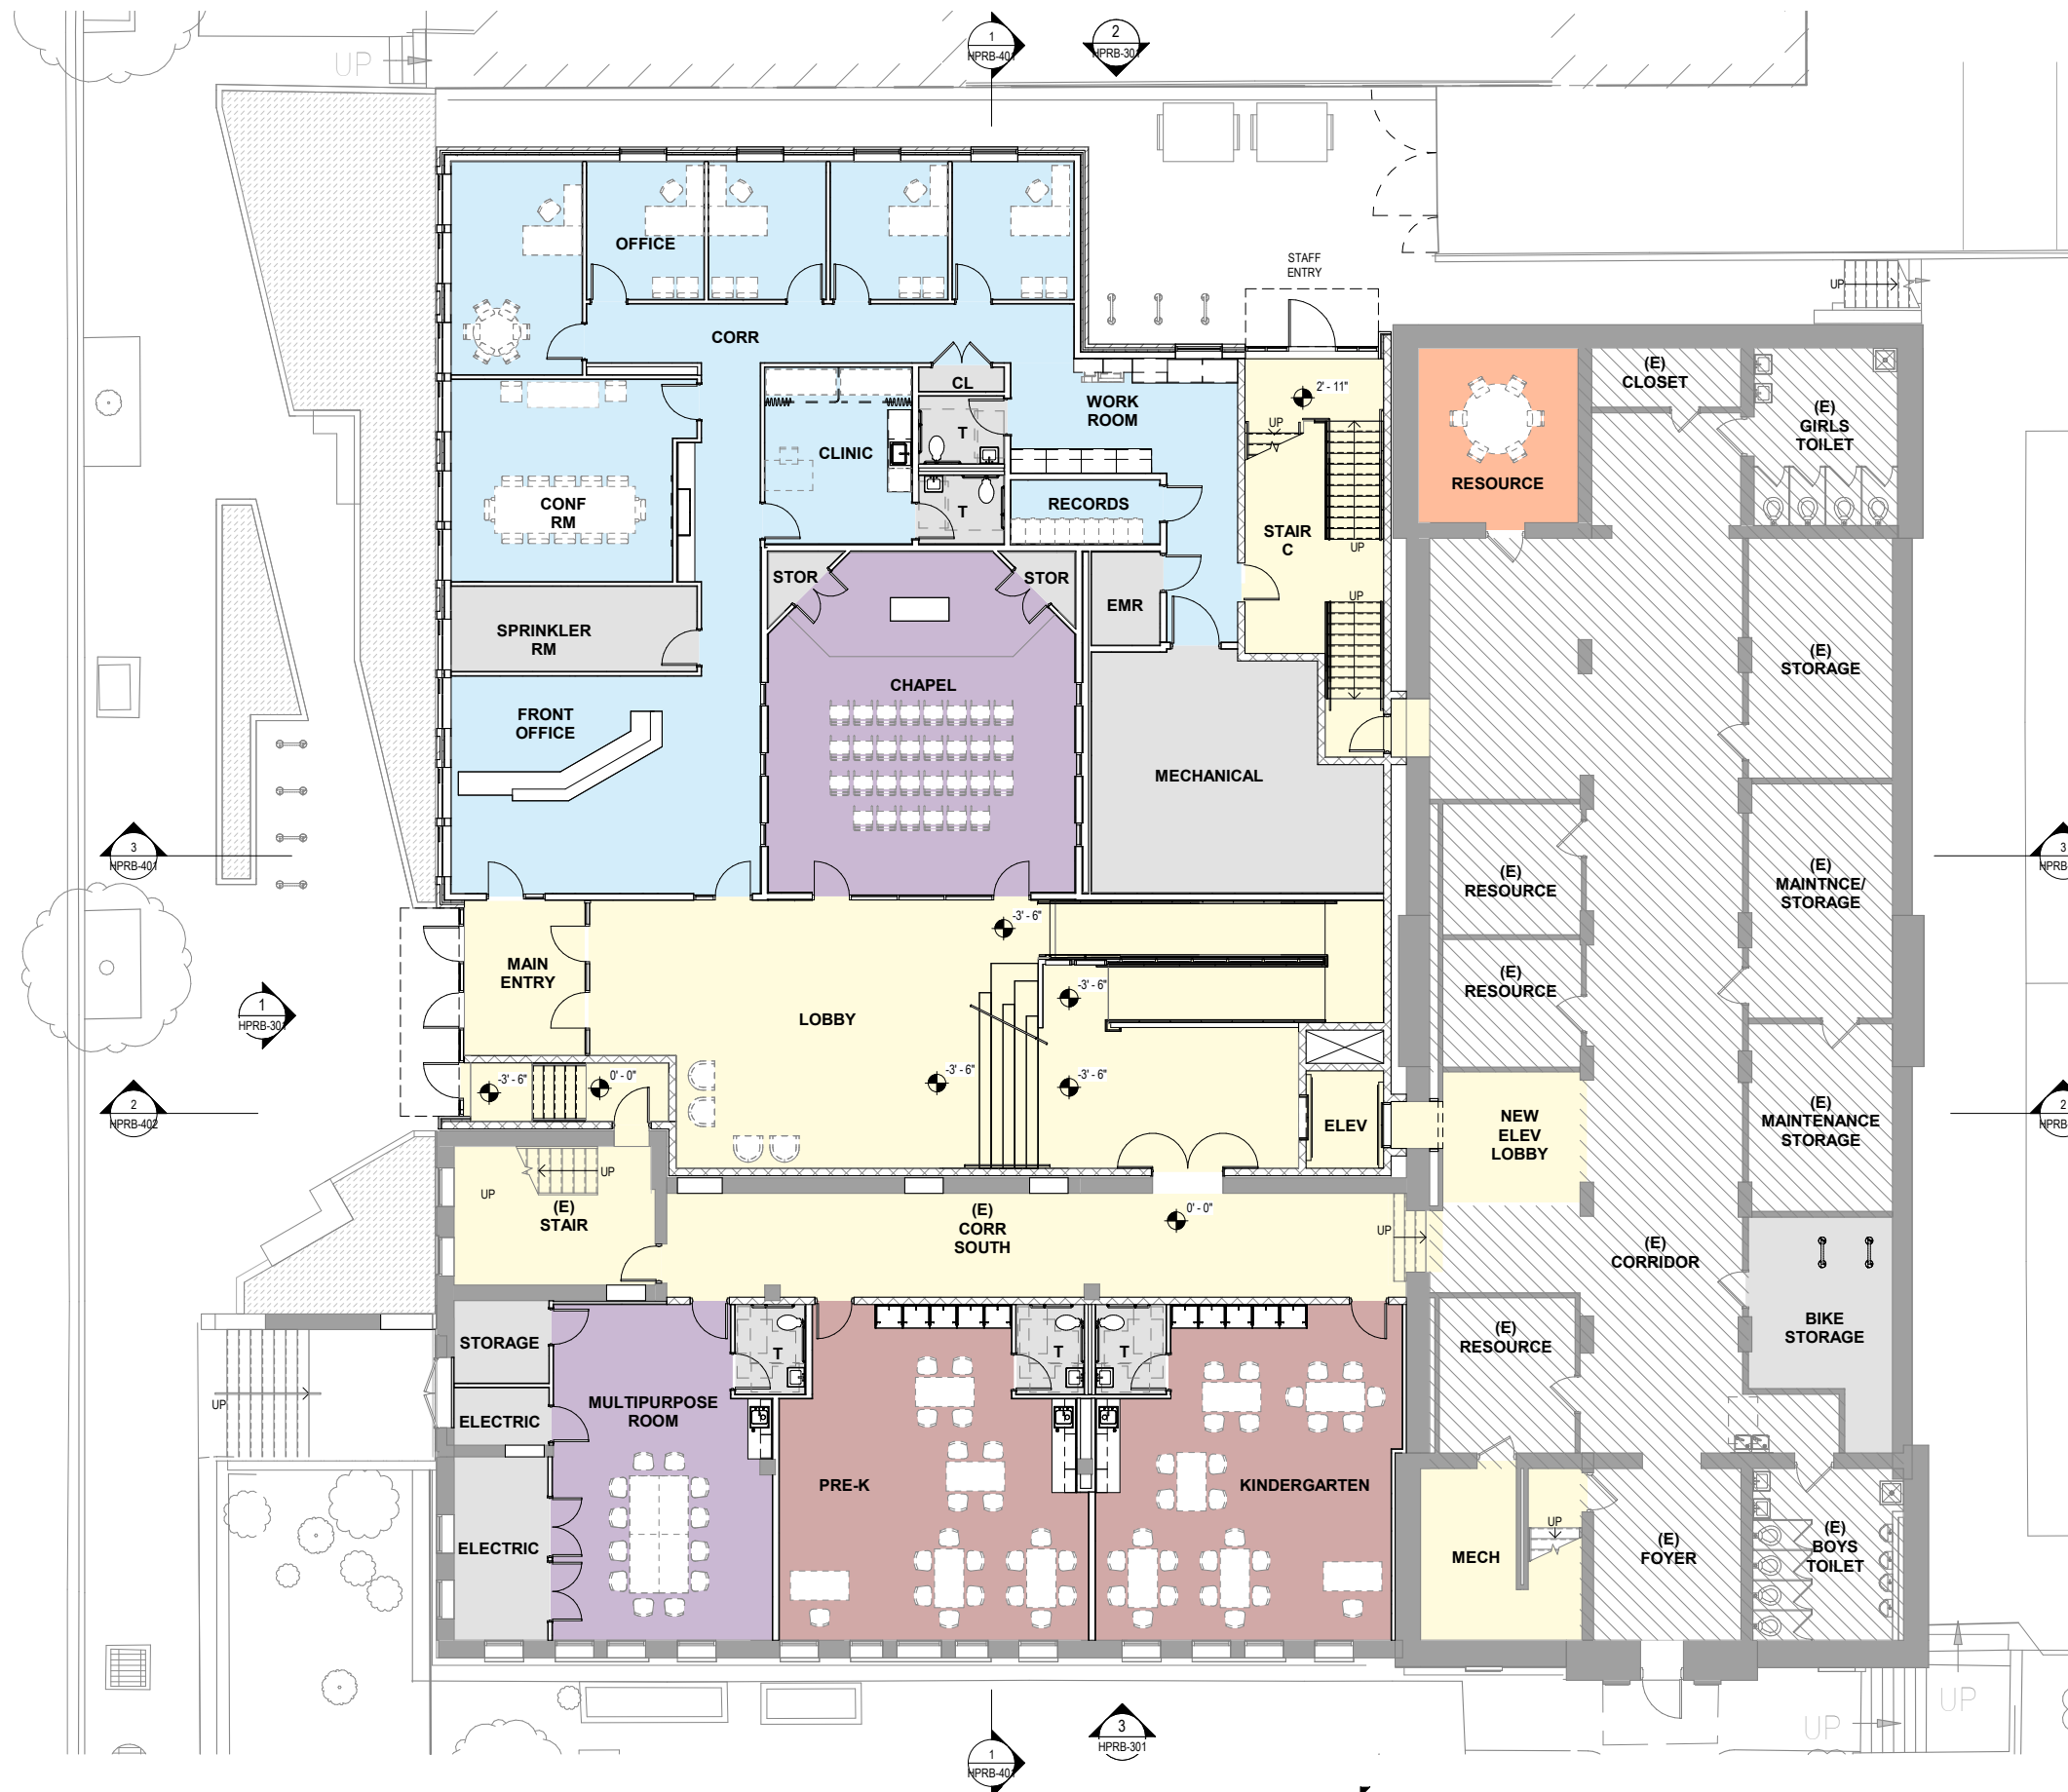 UP
1
HPRB-401
2
HPRB-301
STAFF
ENTRY
UP
OFFICE
CORR
CL
WORK
ROOM
2' - 11"
UP
(E)
CLOSET
(E)
GIRLS
TOILET
T
CLINIC
RESOURCE
CONF
RM
RECORDS
T
STAIR
C
UP
STOR
STOR
EMR
UP
SPRINKLER
RM
(E)
STORAGE
CHAPEL
FRONT
OFFICE
MECHANICAL
3
HPRB-401
3
HPRB-
(E)
RESOURCE
(E)
MAINTNCE/
STORAGE
-3' - 6"
MAIN
ENTRY
(E)
RESOURCE
-3' - 6"
1
HPRB-301
LOBBY
-3' - 6"
0' - 0"
-3' - 6"
-3' - 6"
2
HPRB-402
2
HPRB-
ELEV
NEW
ELEV
LOBBY
(E)
MAINTENANCE
STORAGE
UP
UP
(E)
STAIR
(E)
CORR
SOUTH
0' - 0"
UP
(E)
CORRIDOR
STORAGE
T
T
T
(E)
RESOURCE
BIKE
STORAGE
UP
ELECTRIC
MULTIPURPOSE
ROOM
PRE-K
KINDERGARTEN
ELECTRIC
MECH
UP
(E)
FOYER
(E)
BOYS
TOILET
UP
UP
3
HPRB-301
1
HPRB-401